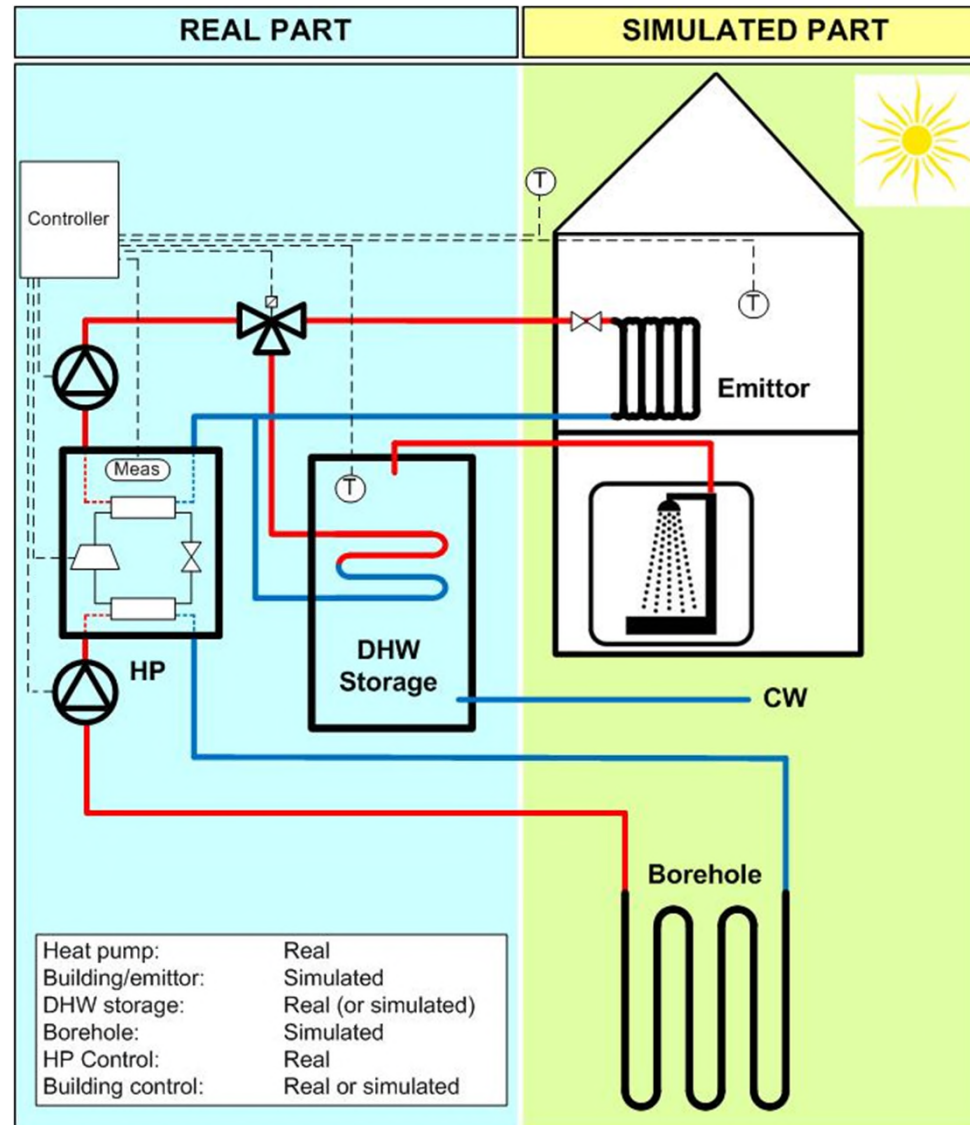 REAL PART
SIMULATED PART
Controller
T
T
Emittor
Meas
T
HP
DHW
Storage
CW
Borehole
Heat pump: Real
Building/emittor: Simulated
DHW storage: Real (or simulated)
Borehole: Simulated
HP Control: Real
Building control: Real or simulated